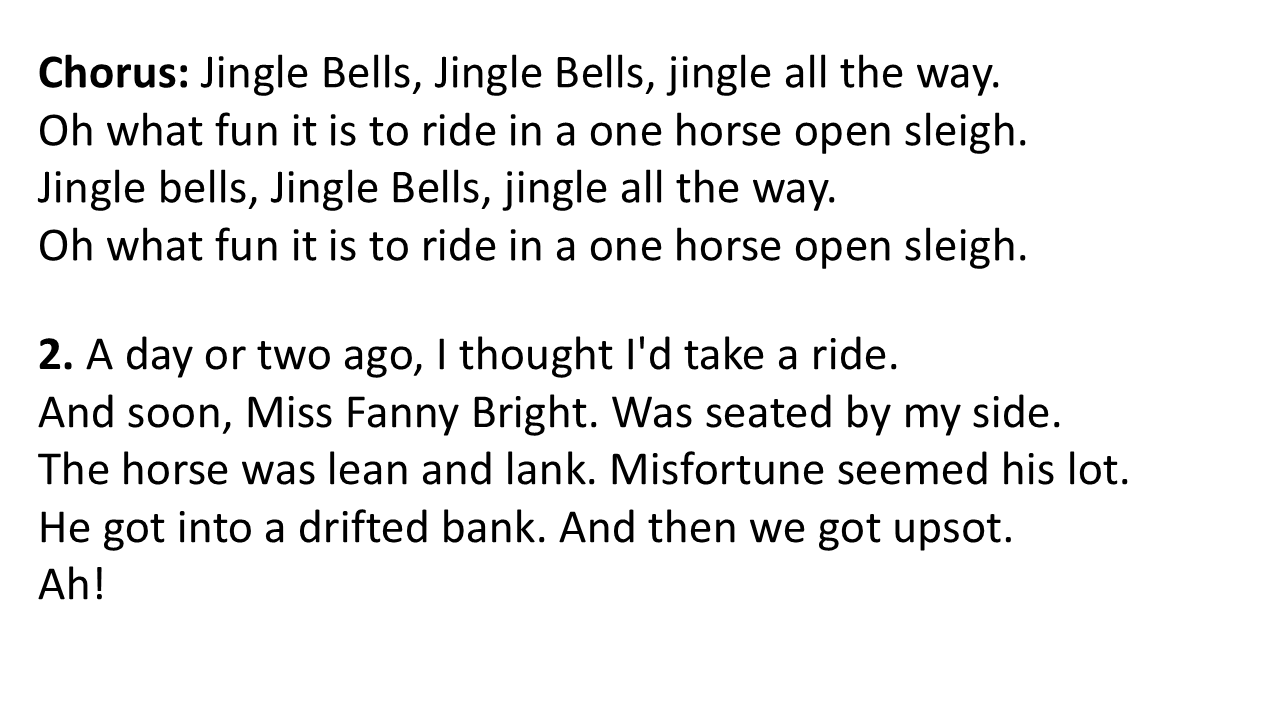 Chorus: Jingle Bells, Jingle Bells, jingle all the way.
Oh what fun it is to ride in a one horse open sleigh.
Jingle bells, Jingle Bells, jingle all the way.
Oh what fun it is to ride in a one horse open sleigh.
2. A day or two ago, I thought I'd take a ride.
And soon, Miss Fanny Bright. Was seated by my side.
The horse was lean and lank. Misfortune seemed his lot.
He got into a drifted bank. And then we got upsot.
Ah!